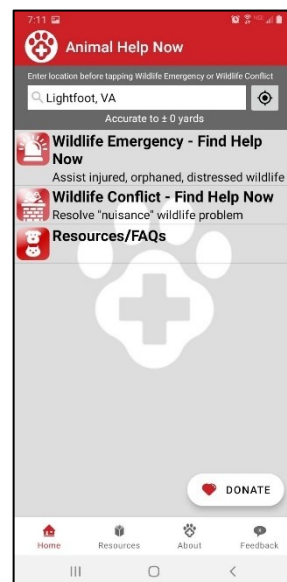 7:11
Animal Help Now
Enter location before tapping Wildlife Emergency or Wildlife Conflict
Lightfoot, VA
Accurate to ± 0 yards
Wildlife Emergency - Find Help
Now
Assist injured, orphaned, distressed wildlife
Wildlife Conflict - Find Help Now
Resolve "nuisance" wildlife problem
Resources/FAQs
DONATE
Home Resources About Feedback